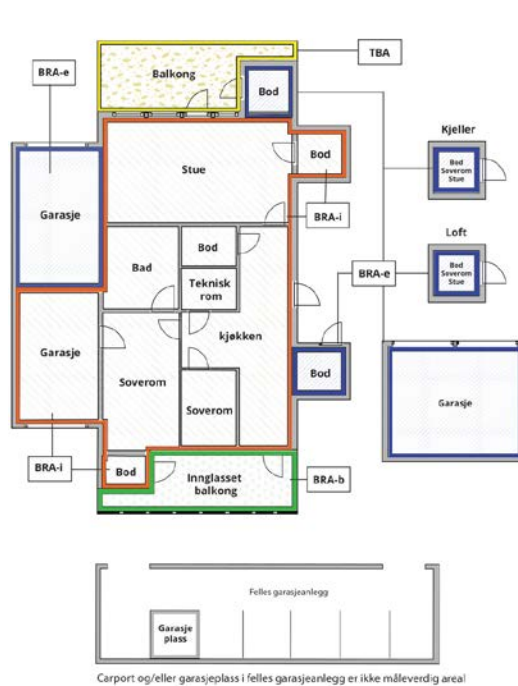 TBA
BRA-e
Balkong
Bod
Kjeller
Bod
Soverom
Stue
Stue
Bod
BRA-i
Garasje
Loft
Bod
Soverom
Stue
Bad
Bod
Teknisk
rom
BRA-e
Garasje
kjøkken
Bod
Soverom
Soverom
Garasje
BRA-i
Bod
Innglasset
balkong
BRA-b
Felles garasjeanlegg
Garasje
plass
Carport og/eller garasjeplass i felles garasjeanlegg er ikke måleverdig areal